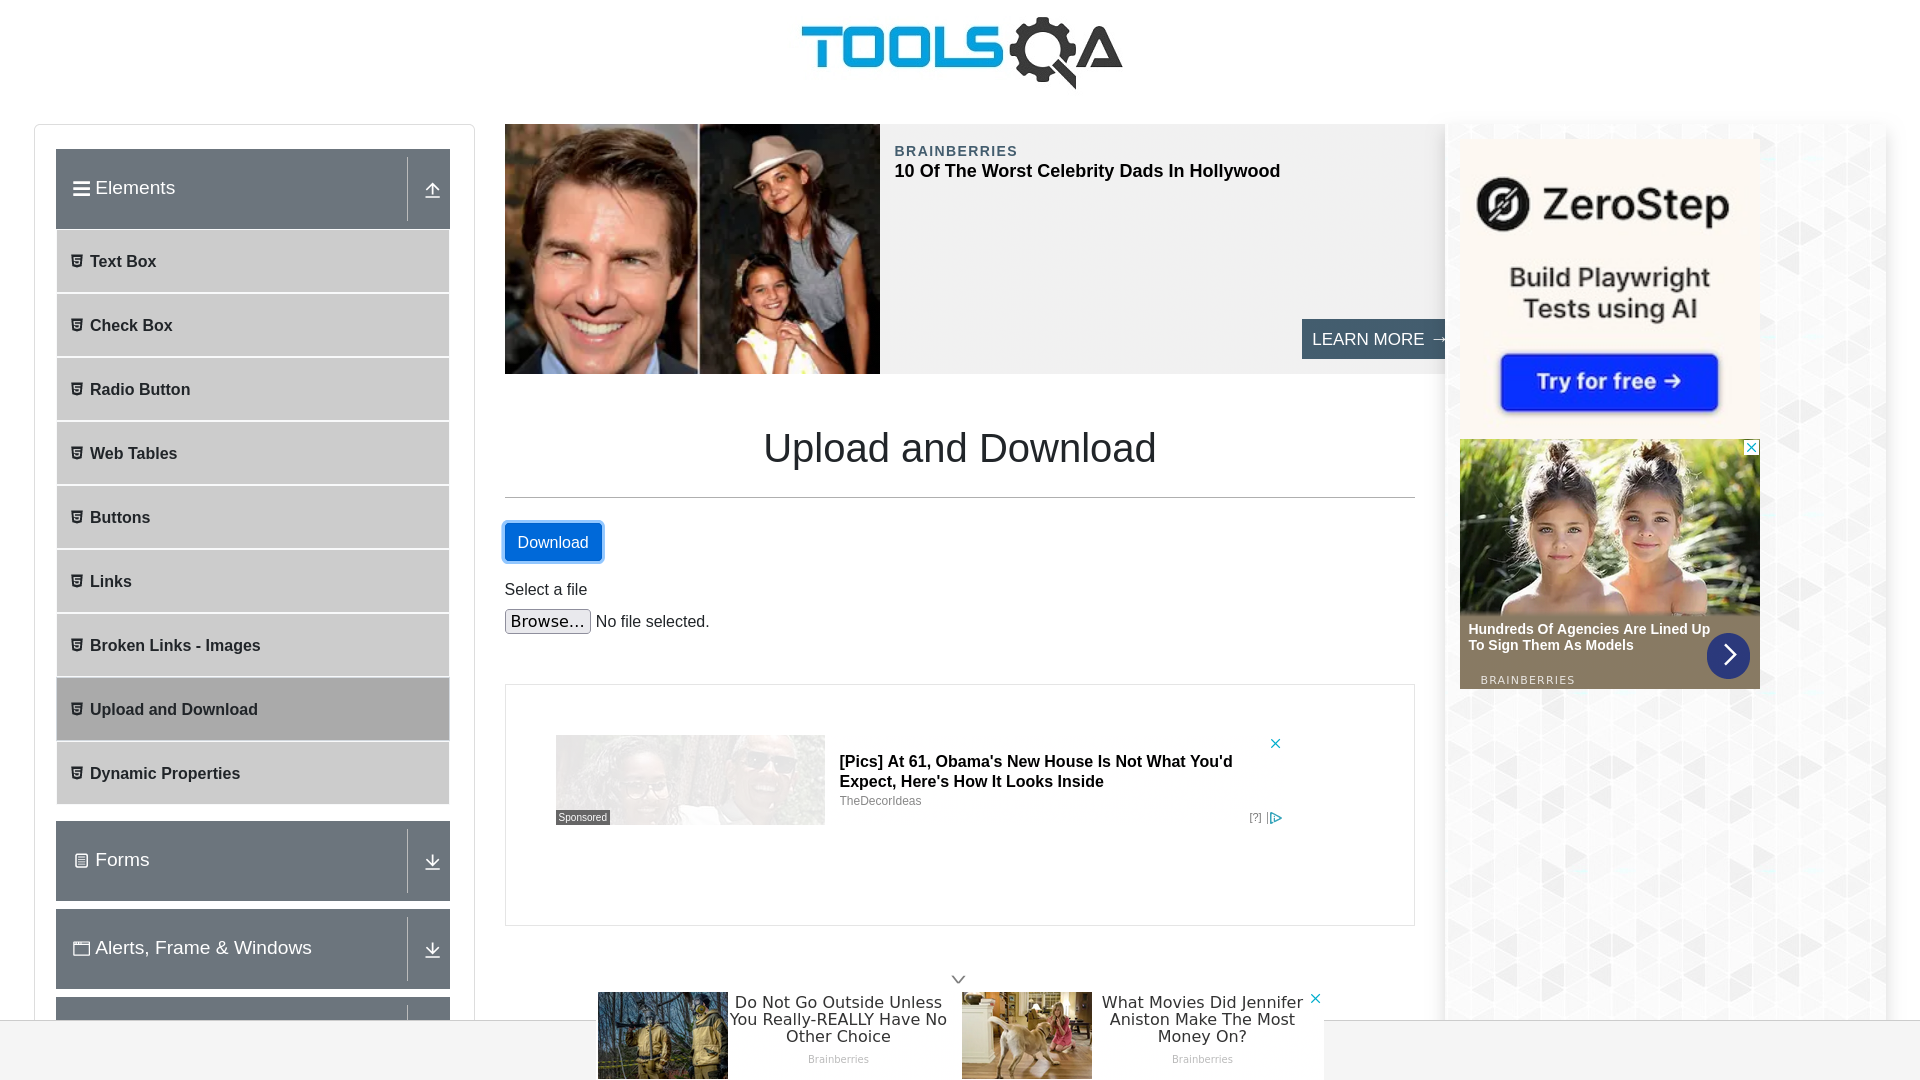 TOOLSQA
Elements
Text Box
Check Box
Radio Button
Web Tables
Buttons
Links
Broken Links - Images
Upload and Download
Dynamic Properties
Forms
Alerts, Frame & Windows
BRAINBERRIES
10 Of The Worst Celebrity Dads In Hollywood
LEARN MORE →
Upload and Download
Download
Select a file
Browse... No file selected.
Sponsored
[Pics] At 61, Obama's New House Is Not What You'd
Expect, Here's How It Looks Inside
TheDecorIdeas
[?]
ZeroStep
Build Playwright
Tests using AI
Try for free →
Hundreds Of Agencies Are Lined Up
To Sign Them As Models
BRAINBERRIES
Do Not Go Outside Unless
You Really-REALLY Have No
Other Choice
Brainberries
What Movies Did Jennifer
Aniston Make The Most
Money On?
Brainberries